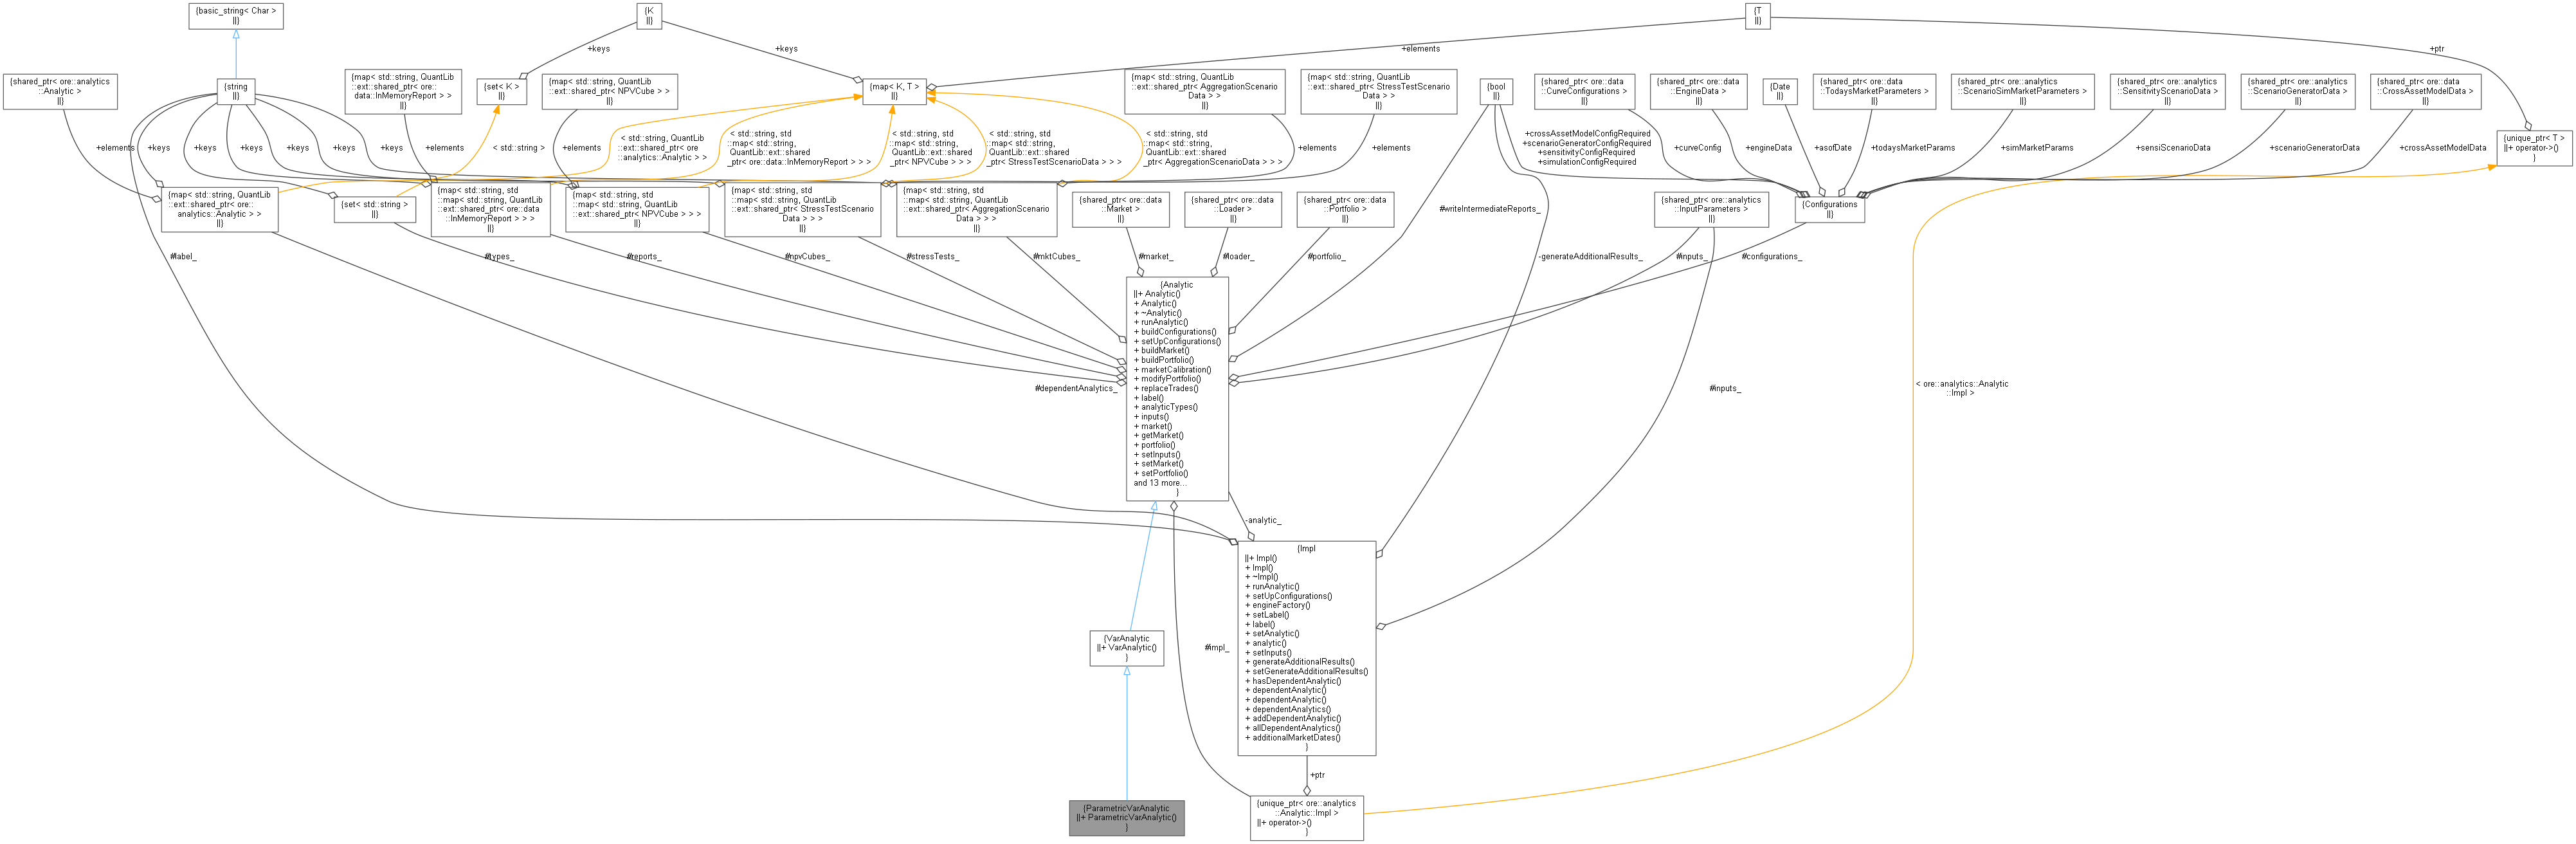 {basic_string< Char >
||}
{K
||}
{T
||}
+keys
+keys
+elements
+ptr
{shared_ptr< ore::analytics
::Analytic >
||}
{string
||}
{map< std::string, QuantLib
::ext::shared_ptr< ore::
data::InMemoryReport > >
||}
{set< K >
||}
{map< std::string, QuantLib
::ext::shared_ptr< NPVCube > >
||}
{map< K, T >
||}
{map< std::string, QuantLib
::ext::shared_ptr< AggregationScenario
Data > >
||}
{map< std::string, QuantLib
::ext::shared_ptr< StressTestScenario
Data > >
||}
{bool
||}
{shared_ptr< ore::data
::CurveConfigurations >
||}
{shared_ptr< ore::data
::EngineData >
||}
{Date
||}
{shared_ptr< ore::data
::TodaysMarketParameters >
||}
{shared_ptr< ore::analytics
::ScenarioSimMarketParameters >
||}
{shared_ptr< ore::analytics
::SensitivityScenarioData >
||}
{shared_ptr< ore::analytics
::ScenarioGeneratorData >
||}
{shared_ptr< ore::data
::CrossAssetModelData >
||}
{unique_ptr< T >
||+ operator->()
}
+elements
+keys
+keys
+keys
+keys
+keys
+elements
< std::string >
+elements
< std::string, QuantLib
::ext::shared_ptr< ore
::analytics::Analytic > >
< std::string, std
::map< std::string,
QuantLib::ext::shared
_ptr< ore::data::InMemoryReport > > >
< std::string, std
::map< std::string,
QuantLib::ext::shared
_ptr< NPVCube > > >
< std::string, std
::map< std::string,
QuantLib::ext::shared
_ptr< StressTestScenarioData > > >
< std::string, std
::map< std::string,
QuantLib::ext::shared
_ptr< AggregationScenarioData > > >
+elements
+elements
+crossAssetModelConfigRequired
+scenarioGeneratorConfigRequired
+sensitivityConfigRequired
+simulationConfigRequired
+curveConfig
+engineData
+asofDate
+todaysMarketParams
+simMarketParams
+sensiScenarioData
+scenarioGeneratorData
+crossAssetModelData
{map< std::string, QuantLib
::ext::shared_ptr< ore::
analytics::Analytic > >
||}
{set< std::string >
||}
{map< std::string, std
::map< std::string, QuantLib
::ext::shared_ptr< ore::data
::InMemoryReport > > >
||}
{map< std::string, std
::map< std::string, QuantLib
::ext::shared_ptr< NPVCube > > >
||}
{map< std::string, std
::map< std::string, QuantLib
::ext::shared_ptr< StressTestScenario
Data > > >
||}
{map< std::string, std
::map< std::string, QuantLib
::ext::shared_ptr< AggregationScenario
Data > > >
||}
{shared_ptr< ore::data
::Market >
||}
{shared_ptr< ore::data
::Loader >
||}
{shared_ptr< ore::data
::Portfolio >
||}
#writeIntermediateReports_
{shared_ptr< ore::analytics
::InputParameters >
||}
{Configurations
||}
#label_
#types_
#reports_
#npvCubes_
#stressTests_
#mktCubes_
#market_
#loader_
#portfolio_
-generateAdditionalResults_
#inputs_
#configurations_
{Analytic
||+ Analytic()
+ Analytic()
+ ~Analytic()
+ runAnalytic()
+ buildConfigurations()
+ setUpConfigurations()
+ buildMarket()
+ buildPortfolio()
+ marketCalibration()
+ modifyPortfolio()
+ replaceTrades()
+ label()
+ analyticTypes()
+ inputs()
+ market()
+ getMarket()
+ portfolio()
+ setInputs()
+ setMarket()
+ setPortfolio()
and 13 more...
}
#dependentAnalytics_
#inputs_
< ore::analytics::Analytic
::Impl >
-analytic_
{Impl
||+ Impl()
+ Impl()
+ ~Impl()
+ runAnalytic()
+ setUpConfigurations()
+ engineFactory()
+ setLabel()
+ label()
+ setAnalytic()
+ analytic()
+ setInputs()
+ generateAdditionalResults()
+ setGenerateAdditionalResults()
+ hasDependentAnalytic()
+ dependentAnalytic()
+ dependentAnalytic()
+ dependentAnalytics()
+ addDependentAnalytic()
+ allDependentAnalytics()
+ additionalMarketDates()
}
{VarAnalytic
||+ VarAnalytic()
}
#impl_
+ptr
{ParametricVarAnalytic
||+ ParametricVarAnalytic()
}
{unique_ptr< ore::analytics
::Analytic::Impl >
||+ operator->()
}